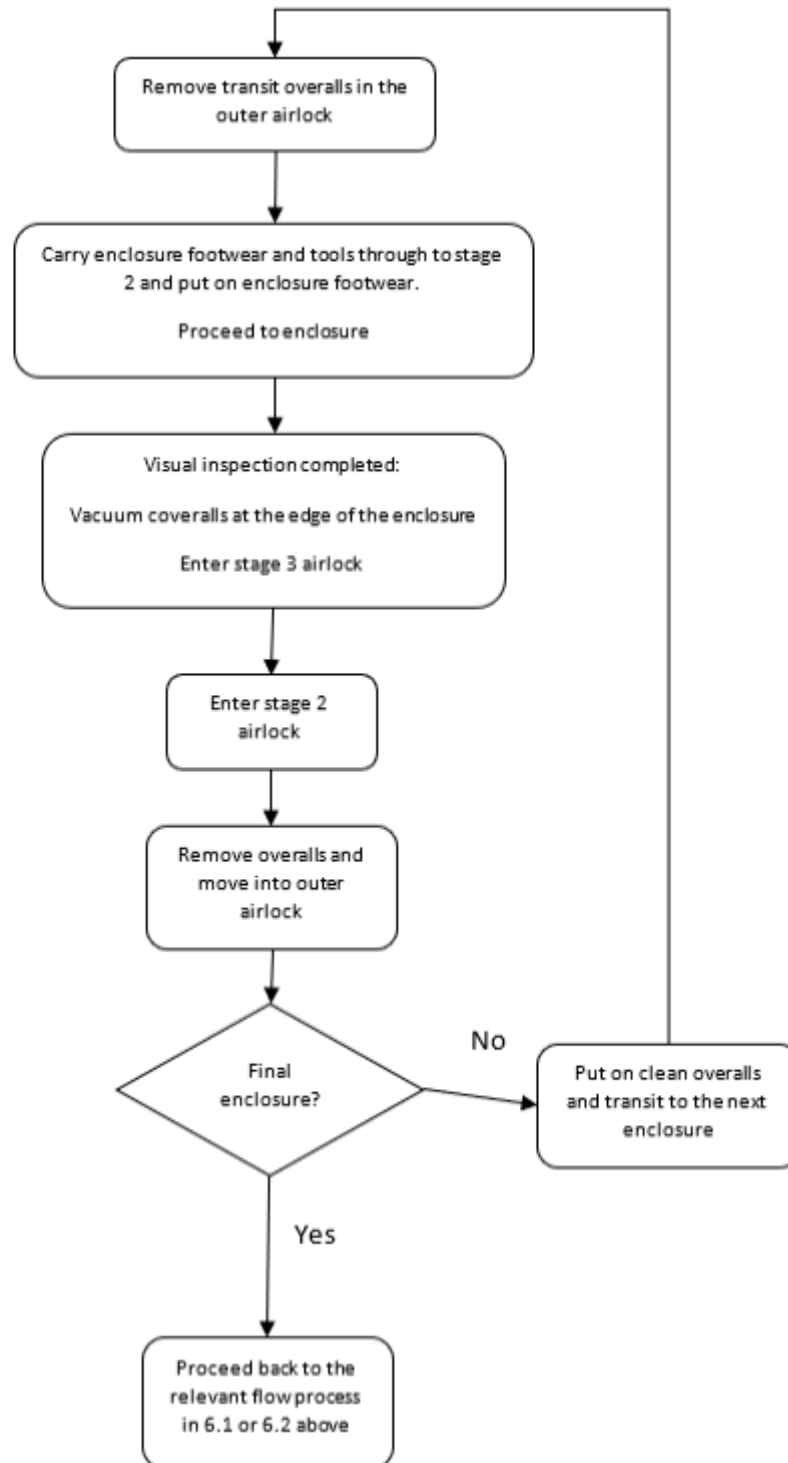 Remove transit overalls in the
outer airlock
Carry enclosure footwear and tools through to stage
2 and put on enclosure footwear.
Proceed to enclosure
Visual inspection completed:
Vacuum coveralls at the edge of the enclosure
Enter stage 3 airlock
Enter stage 2
airlock
Remove overalls and
move into outer
airlock
Final
enclosure?
No
Put on clean overalls
and transit to the next
enclosure
Yes
Proceed back to the
relevant flow process
in 6.1 or 6.2 above